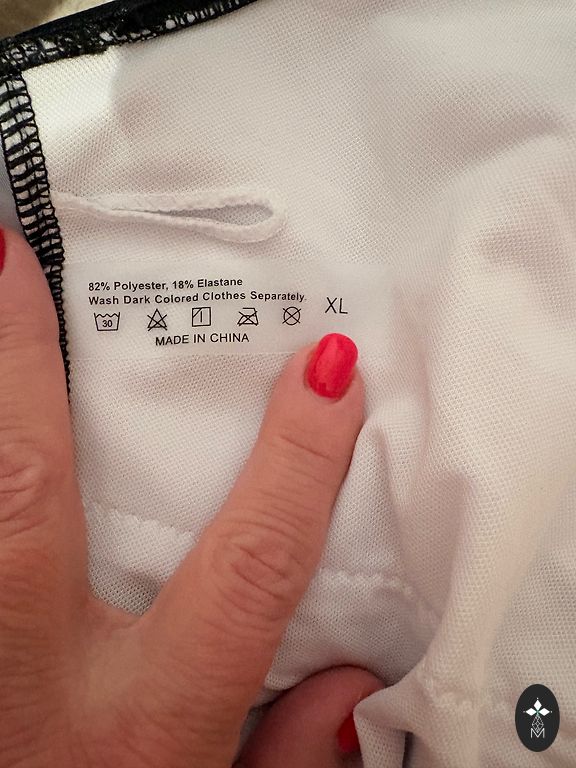 82% Polyester, 18% Elastane
Wash Dark Colored Clothes Separately.
30
XL
MADE IN CHINA
M